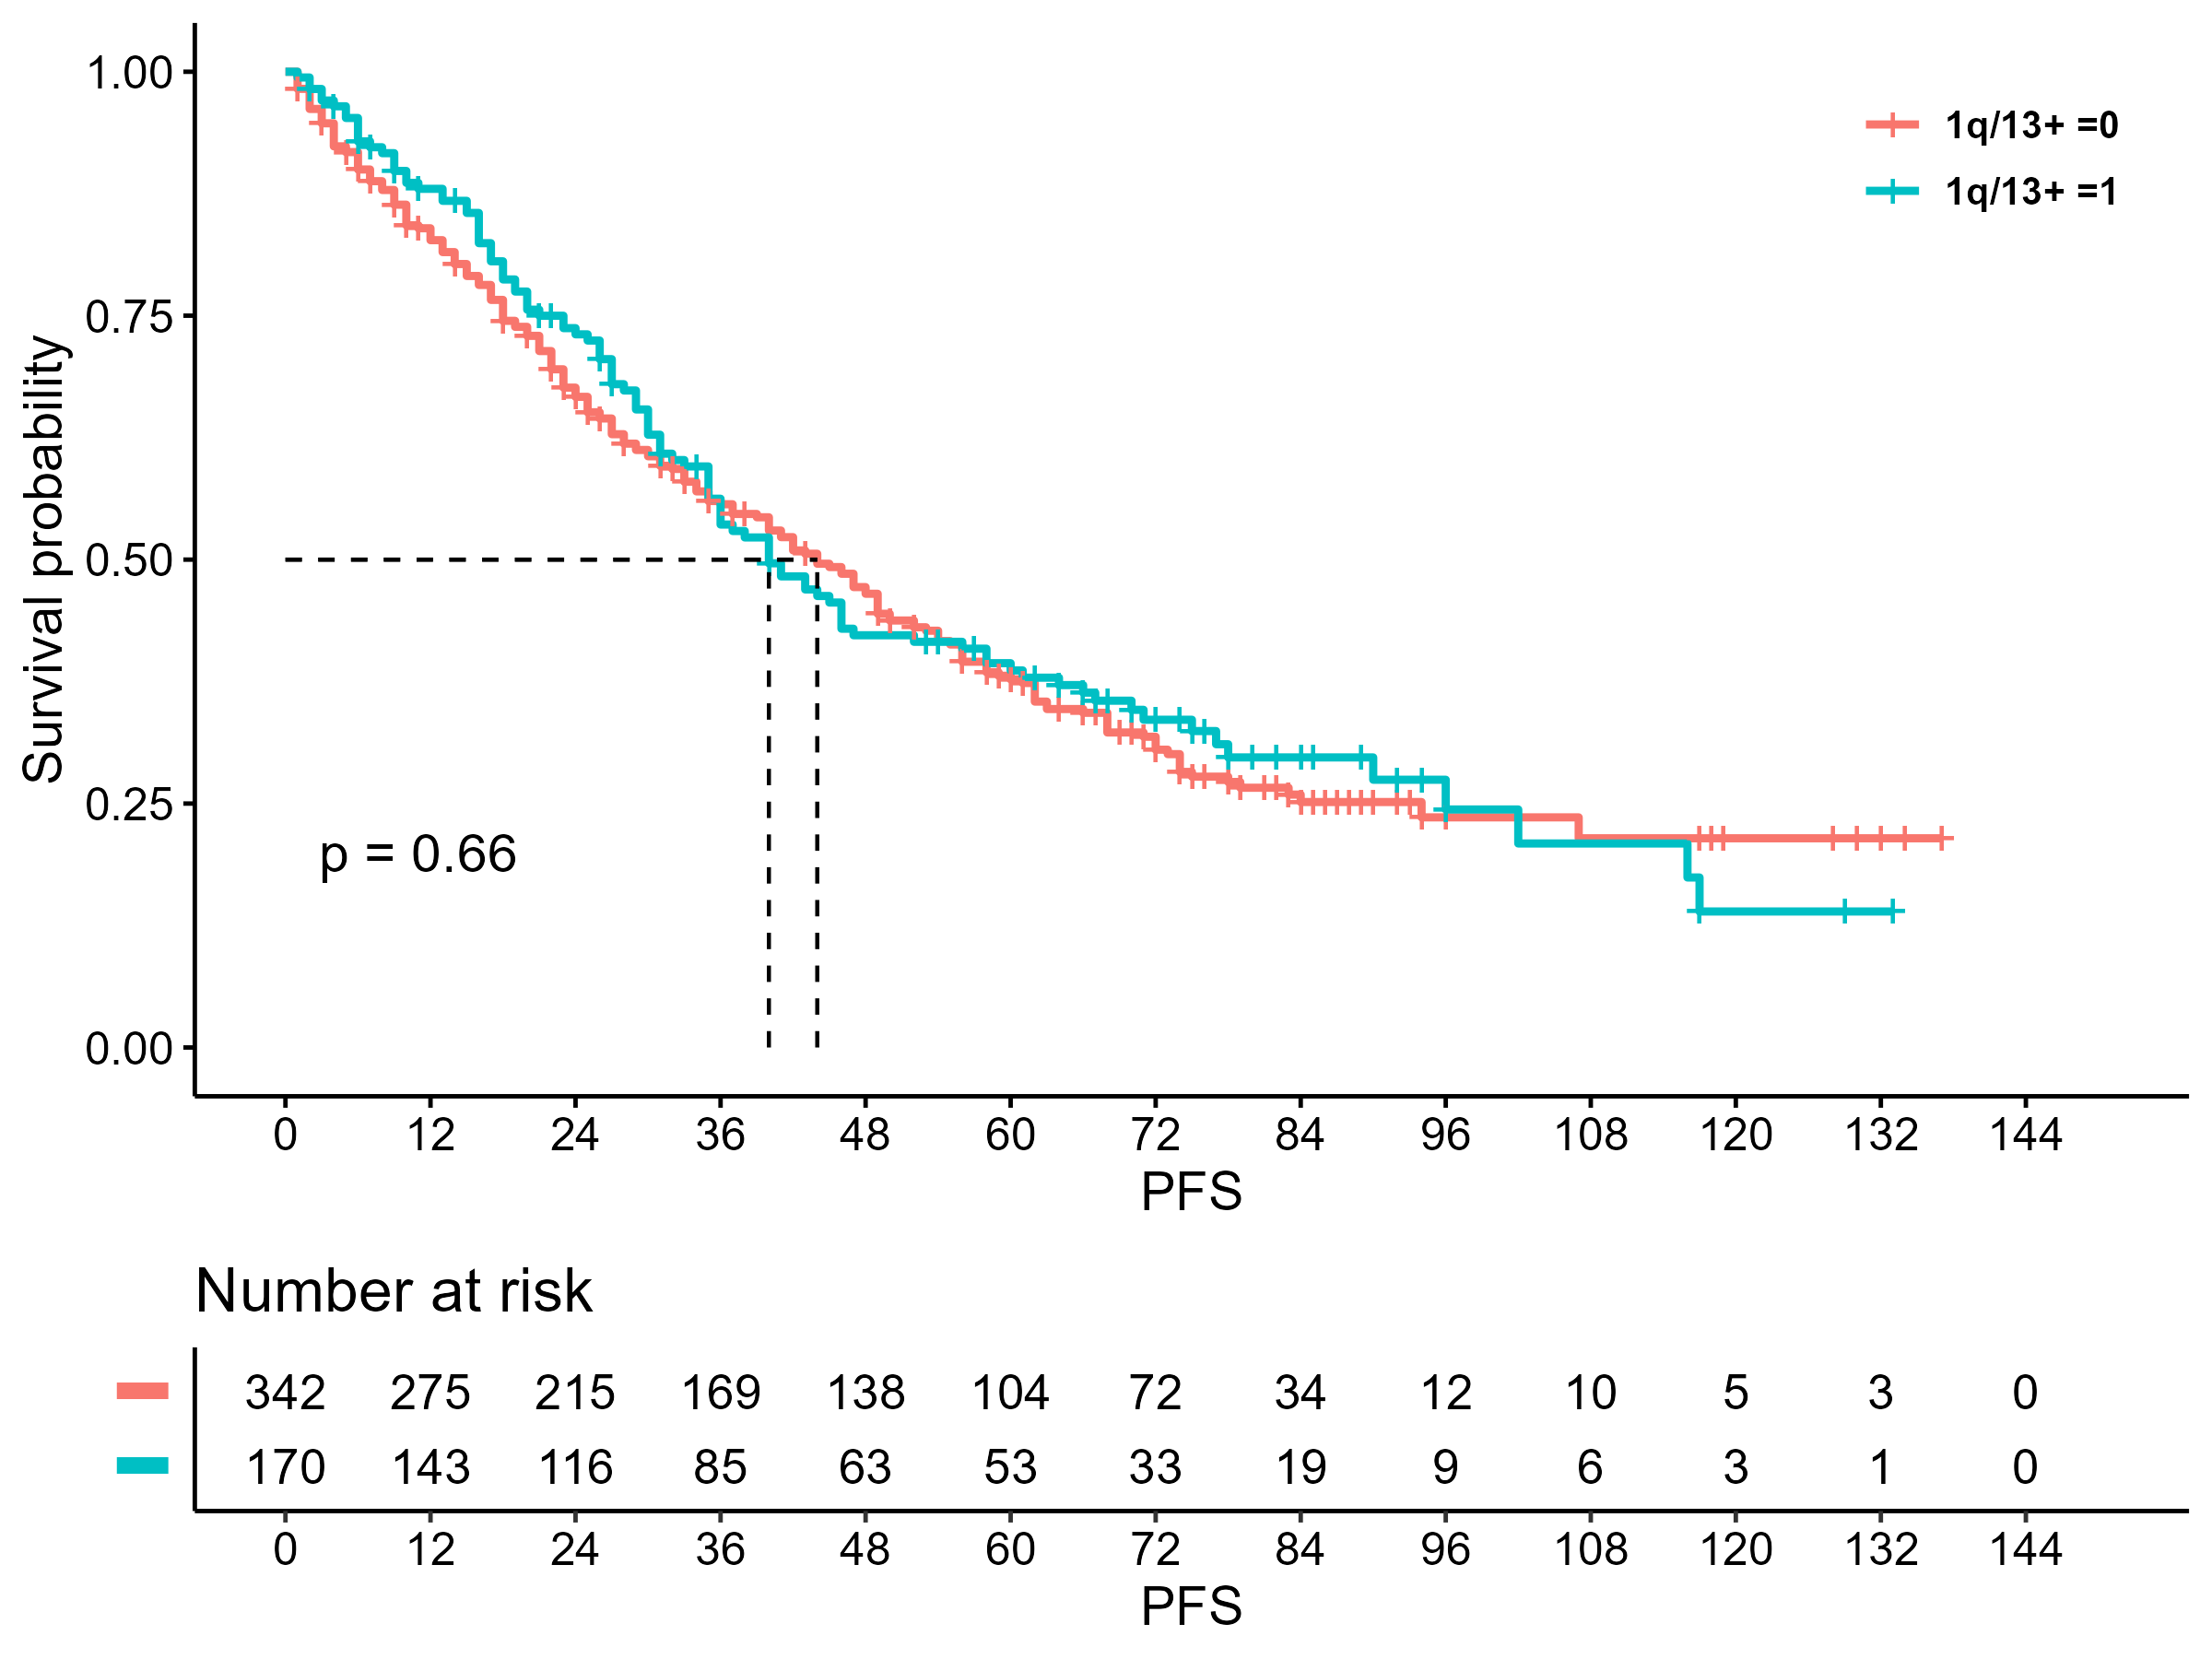 1.00
0.75
0.50
0.25
0.00
Survival probability
1q/13+ =0
1q/13+ =1
p = 0.66
0 12 24 36 48 60 72 84 96 108 120 132 144
PFS
Number at risk
342 275 215 169 138 104 72 34 12 10 5 3 0
170 143 116 85 63 53 33 19 9 6 3 1 0
0 12 24 36 48 60 72 84 96 108 120 132 144
PFS